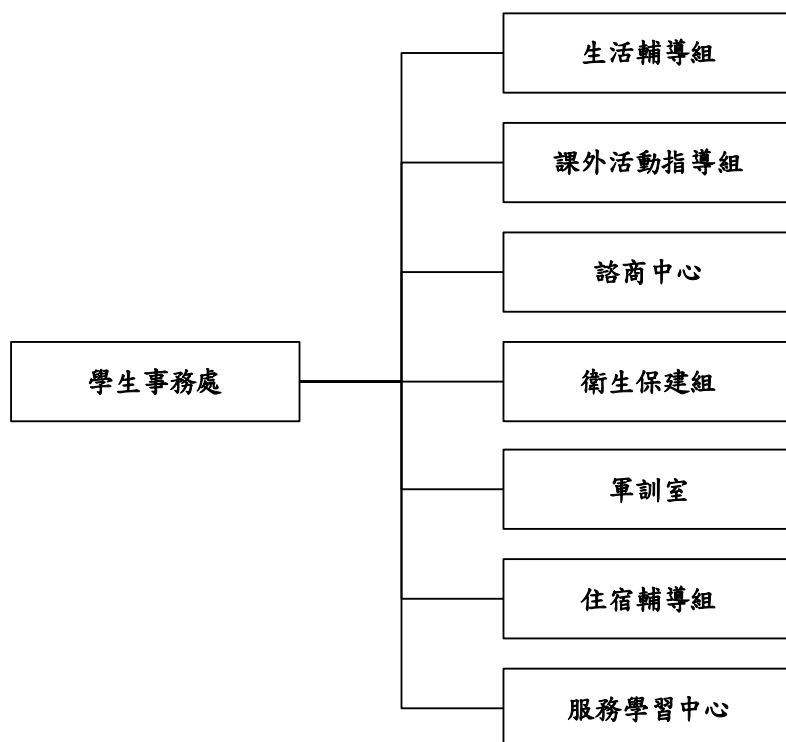 生活輔導組
課外活動指導組
諮商中心
學生事務處
衛生保建組
軍訓室
住宿輔導組
服務學習中心